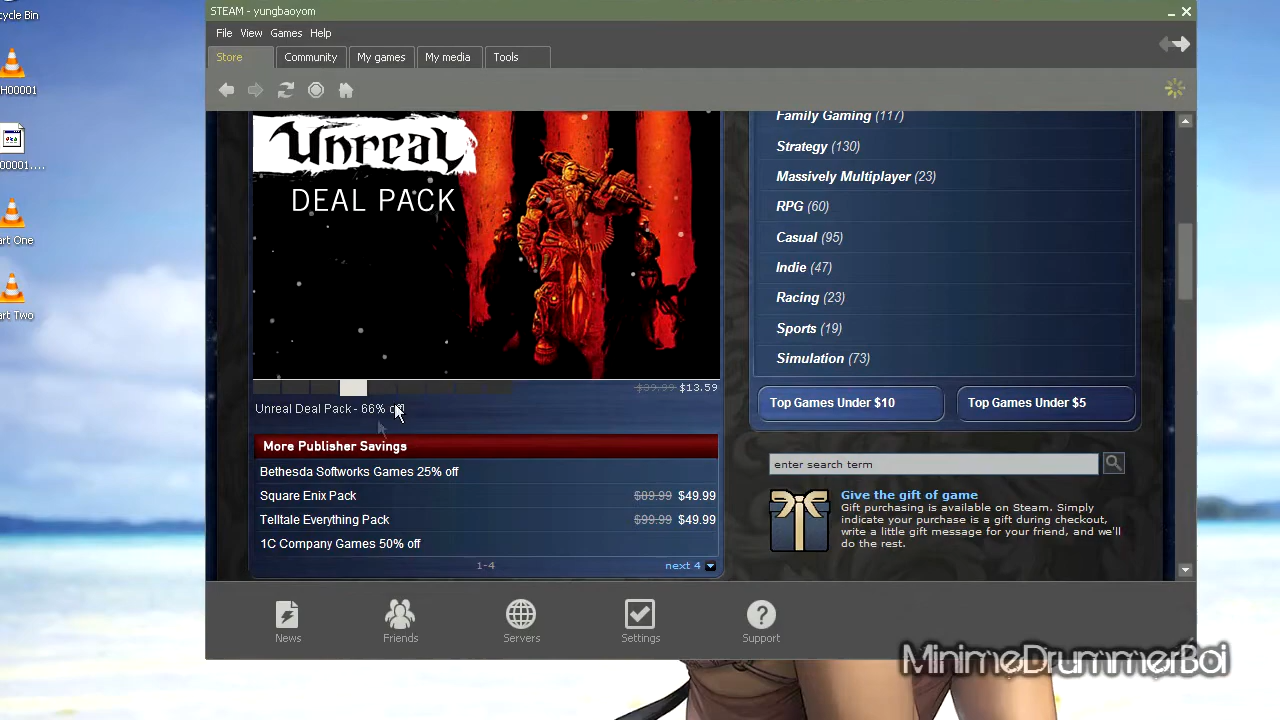 cycle Bin
H00001
00001....
art One
art Two
STEAM - yungbaoyom
File View Games Help
Store Community My games My media Tools
Unreal
DEAL PACK
$39.99 $13.59
Unreal Deal Pack - 66% off
More Publisher Savings
Bethesda Softworks Games 25% off
Square Enix Pack $89.99 $49.99
Telltale Everything Pack $99.99 $49.99
1C Company Games 50% off
1-4 next 4
Family Gaming (117)
Strategy (130)
Massively Multiplayer (23)
RPG (60)
Casual (95)
Indie (47)
Racing (23)
Sports (19)
Simulation (73)
Top Games Under $10 Top Games Under $5
enter search term
Give the gift of game
Gift purchasing is available on Steam. Simply
indicate your purchase is a gift during checkout,
write a little gift message for your friend, and we'll
do the rest.
News Friends Servers Settings Support
MinimeDrummerBoi